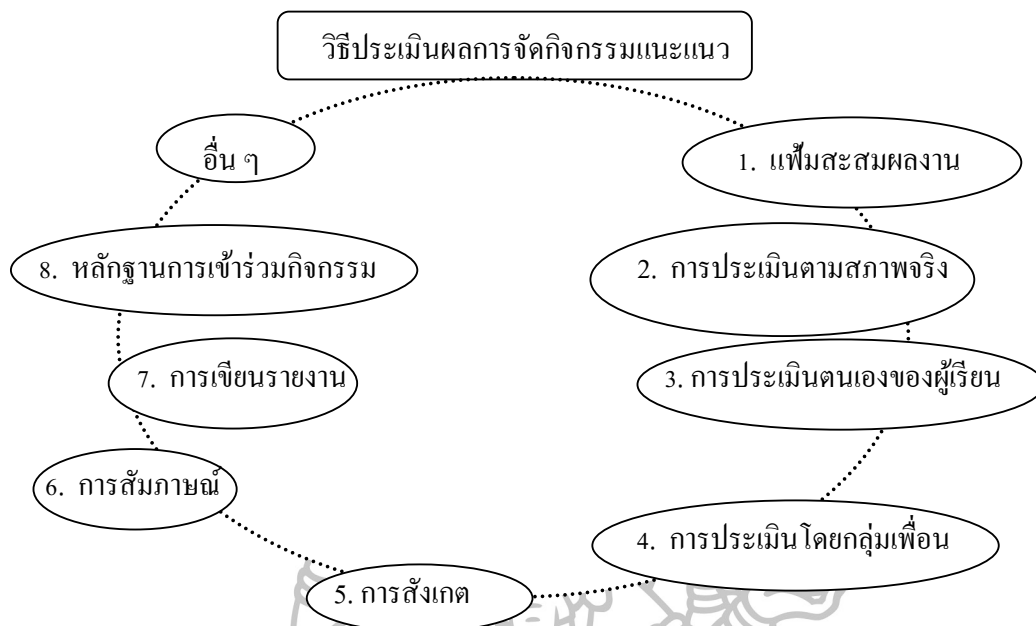 วิธีประเมินผลการจัดกิจกรรมแนะแนว
1. แฟ้มสะสมผลงาน
2. การประเมินตามสภาพจริง
3. การประเมินตนเองของผู้เรียน
4. การประเมินโดยกลุ่มเพื่อน
5. การสังเกต
6. การสัมภาษณ์
7. การเขียนรายงาน
8. หลักฐานการเข้าร่วมกิจกรรม
อื่น ๆ